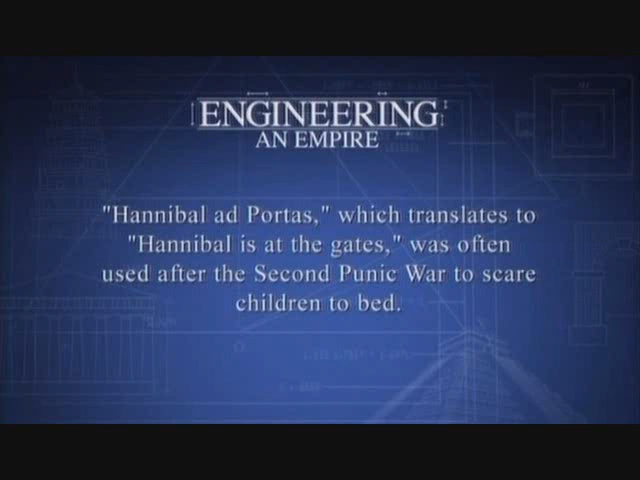 ENGINEERING
AN EMPIRE
"Hannibal ad Portas," which translates to
"Hannibal is at the gates," was often
used after the Second Punic War to scare
children to bed.